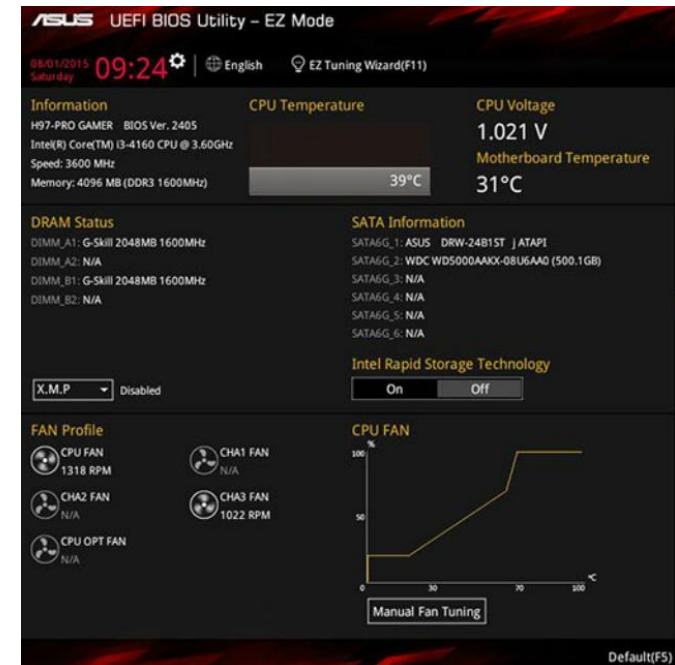 ASUS UEFI BIOS Utility – EZ Mode
08/01/2015
Saturday
09:24
English
EZ Tuning Wizard(F11)
Information
H97-PRO GAMER BIOS Ver. 2405
Intel(R) Core(TM) i3-4160 CPU @ 3.60GHz
Speed: 3600 MHz
Memory: 4096 MB (DDR3 1600MHz)
CPU Temperature
39°C
CPU Voltage
1.021 V
Motherboard Temperature
31°C
DRAM Status
DIMM_A1: G-Skill 2048MB 1600MHz
DIMM_A2: N/A
DIMM_B1: G-Skill 2048MB 1600MHz
DIMM_B2: N/A
X.M.P
Disabled
SATA Information
SATA6G_1: ASUS DRW-24B1ST j ATAPI
SATA6G_2: WDC WD5000AAKX-08U6AA0 (500.1GB)
SATA6G_3: N/A
SATA6G_4: N/A
SATA6G_5: N/A
SATA6G_6: N/A
Intel Rapid Storage Technology
On Off
FAN Profile
CPU FAN
1318 RPM
CHA1 FAN
N/A
CHA2 FAN
N/A
CHA3 FAN
1022 RPM
CPU OPT FAN
N/A
CPU FAN
%
100
50
0 30 70 100
°C
Manual Fan Tuning
Default(F5)